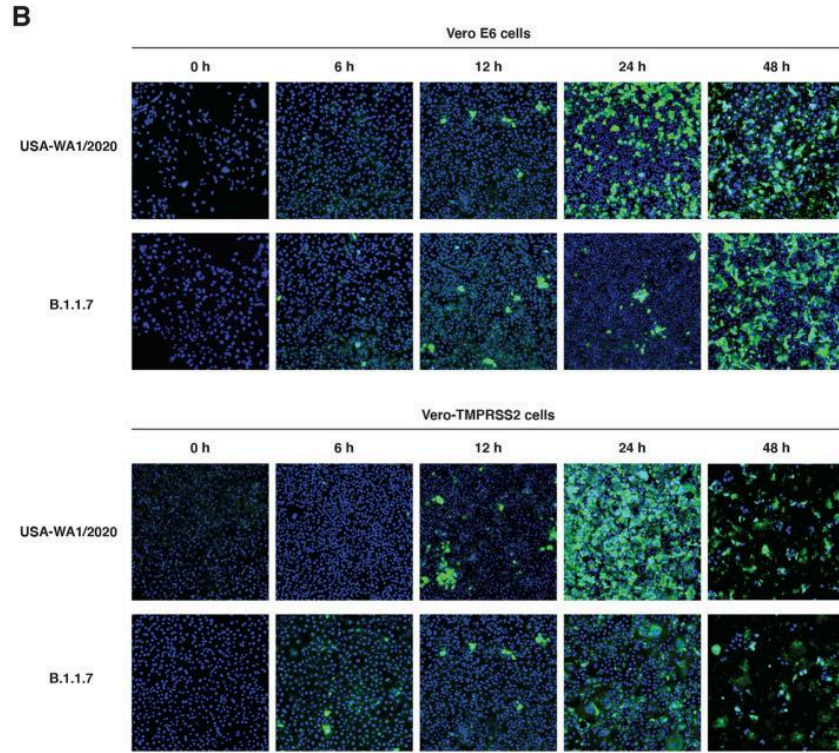 B
Vero E6 cells
0 h 6 h 12 h 24 h 48 h
USA-WA1/2020
B.1.1.7
Vero-TMPRSS2 cells
0 h 6 h 12 h 24 h 48 h
USA-WA1/2020
B.1.1.7